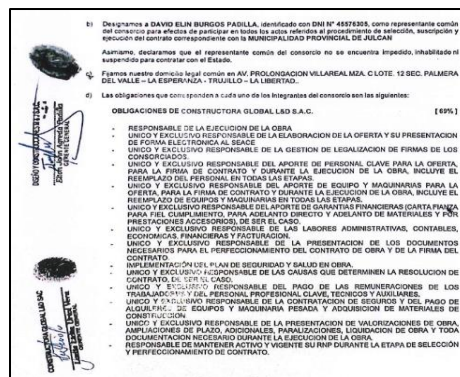 b) Designamos a DAVID ELIN BURGOS PADILLA, identificado con DNI N° 45576305, como representante común
del consorcio para efectos de participar en todos los actos referidos al procedimiento de selección, suscripción y
ejecución del contrato correspondiente con la MUNICIPALIDAD PROVINCIAL DE JULCAN
Asimismo, declaramos que el representante común del consorcio no se encuentra impedido, inhabilitado ni
suspendido para contratar con el Estado.
c) Fijamos nuestro domicilio legal común en AV. PROLONGACION VILLAREAL MZA. C LOTE. 12 SEC. PALMERA
DEL VALLE – LA ESPERANZA - TRUJILLO – LA LIBERTAD..
d) Las obligaciones que corresponden a cada uno de los integrantes del consorcio son las siguientes:
OBLIGACIONES DE CONSTRUCTORA GLOBAL L&D S.A.C. [ 69% ]
- RESPONSABLE DE LA EJECUCION DE LA OBRA.
- UNICO Y EXCLUSIVO RESPONSABLE DE LA ELABORACION DE LA OFERTA Y SU PRESENTACION
DE FORMA ELECTRONICA AL SEACE
- UNICO Y EXCLUSIVO RESPONSABLE DE LA GESTION DE LEGALIZACION DE FIRMAS DE LOS
CONSORCIADOS.
- UNICO Y EXCLUSIVO RESPONSABLE DEL APORTE DE PERSONAL CLAVE PARA LA OFERTA,
PARA LA FIRMA DE CONTRATO Y DURANTE LA EJECUCION DE LA OBRA, INCLUYE EL
REEMPLAZO DEL PERSONAL EN TODAS LAS ETAPAS.
- UNICO Y EXCLUSIVO RESPONSABLE DEL APORTE DE EQUIPO Y MAQUINARIAS PARA LA
OFERTA, PARA LA FIRMA DE CONTRATO Y DURANTE LA EJECUCION DE LA OBRA, INCLUYE EL
REEMPLAZO DE EQUIPOS Y MAQUINARIAS EN TODAS LAS ETAPAS.
- UNICO Y EXCLUSIVO RESPONSABLE DEL APORTE DE GARANTIAS FINANCIERAS (CARTA FIANZA
PARA FIEL CUMPLIMIENTO, PARA ADELANTO DIRECTO Y ADELANTO DE MATERIALES Y POR
PRESTACIONES ACCESORIOS), DE SER EL CASO.
- UNICO Y EXCLUSIVO RESPONSABLE DE LAS LABORES ADMINISTRATIVAS, CONTABLES,
ECONOMICAS, FINANCIERAS Y FACTURACION.
- UNICO Y EXCLUSIVO RESPONSABLE DE LA PRESENTACION DE LOS DOCUMENTOS
NECESARIOS PARA EL PERFECCIONAMIENTO DEL CONTRATO DE OBRA Y DE LA FIRMA DEL
CONTRATO.
- IMPLEMENTACIÓN DEL PLAN DE SEGURIDAD Y SALUD EN OBRA.
- UNICO Y EXCLUSIVO RESPONSABLE DE LAS CAUSAS QUE DETERMINEN LA RESOLUCION DE
CONTRATO, DE SER EL CASO.
- UNICO Y EXCLUSIVO RESPONSABLE DEL PAGO DE LAS REMUNERACIONES DE LOS
TRABAJADORES Y DEL PERSONAL PROFESIONAL CLAVE, TECNICOS Y AUXILIARES.
- UNICO Y EXCLUSIVO RESPONSABLE DE LA CONTRATACION DE SEGUROS Y DEL PAGO DE
ALQUILERES DE EQUIPOS Y MAQUINARIA PESADA Y ADQUISICION DE MATERIALES DE
CONSTRUCCION
- UNICO Y EXCLUSIVO RESPONSABLE DE LA PRESENTACION DE VALORIZACIONES DE OBRA,
AMPLIACIONES DE PLAZO, ADICIONALES, PARALIZACIONES, LIQUIDACION DE OBRA Y TODA
DOCUMENTACION NECESARIO DURANTE LA EJECUCION DE LA OBRA.
- RESPONSABLE DE MANTENER ACTIVO Y VIGENTE SU RNP DURANTE LA ETAPA DE SELECCIÓN
Y PERFECCIONAMIENTO DE CONTRATO.
GERENTE GENERAL
CONSTRUCTORA GLOBAL L&D SAC